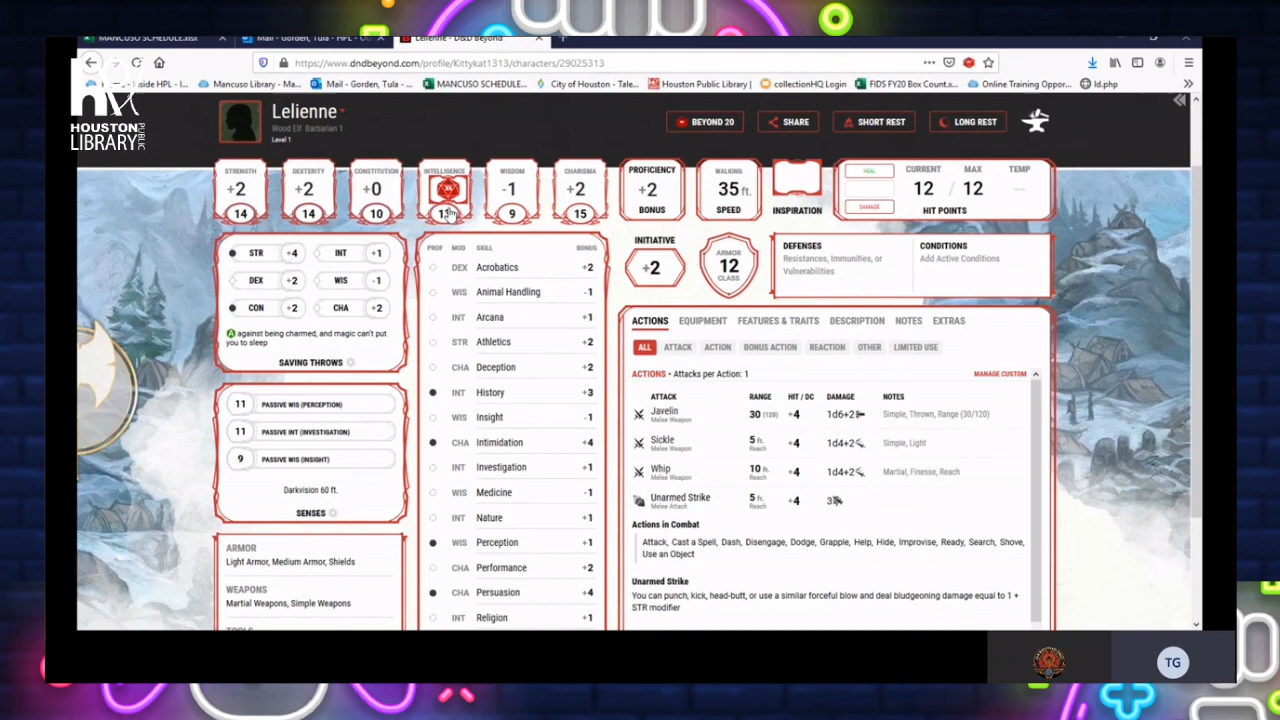 MANCUSO SCHEDULE.xlsx
Mail - Gorden, Tula - HPL - O
Lelienne - D&D Beyond
https://www.dndbeyond.com/profile/Kittykat1313/characters/29025313
side HPL - I...
Mancuso Library - Ma...
Mail - Gorden, Tula - ...
MANCUSO SCHEDULE...
City of Houston - Tale...
Houston Public Library
collectionHQ Login
FIDS FY20 Box Count.x...
Online Training Oppor...
ld.php
HOUSTON
LIBRARY
PUBLIC
Lelienne
Wood Elf Barbarian 1
Level 1
BEYOND 20
SHARE
SHORT REST
LONG REST
STRENGTH
+2
14
DEXTERITY
+2
14
CONSTITUTION
+0
10
INTELLIGENCE
WISDOM
-1
9
CHARISMA
+2
15
PROFICIENCY
+2
BONUS
WALKING
35 ft.
SPEED
INSPIRATION
HEAL
DAMAGE
CURRENT
12
/
MAX
12
TEMP
--
HIT POINTS
STR +4
INT +1
DEX +2
WIS -1
CON +2
CHA +2
A against being charmed, and magic can't put
you to sleep
SAVING THROWS
11 PASSIVE WIS (PERCEPTION)
11 PASSIVE INT (INVESTIGATION)
9 PASSIVE WIS (INSIGHT)
Darkvision 60 ft.
SENSES
ARMOR
Light Armor, Medium Armor, Shields
WEAPONS
Martial Weapons, Simple Weapons
PROF MOD SKILL BONUS
DEX Acrobatics +2
WIS Animal Handling -1
INT Arcana +1
STR Athletics +2
CHA Deception +2
INT History +3
WIS Insight -1
CHA Intimidation +4
INT Investigation +1
WIS Medicine -1
INT Nature +1
WIS Perception +1
CHA Performance +2
CHA Persuasion +4
INT Religion +1
INITIATIVE
+2
ARMOR
12
CLASS
DEFENSES
Resistances, Immunities, or
Vulnerabilities
CONDITIONS
Add Active Conditions
ACTIONS EQUIPMENT FEATURES & TRAITS DESCRIPTION NOTES EXTRAS
ALL ATTACK ACTION BONUS ACTION REACTION OTHER LIMITED USE
ACTIONS • Attacks per Action: 1
MANAGE CUSTOM
ATTACK RANGE HIT / DC DAMAGE NOTES
Javelin 30 (120) +4 1d6+2 Simple, Thrown, Range (30/120)
Melee Weapon
Sickle 5 ft. +4 1d4+2 Simple, Light
Melee Weapon Reach
Whip 10 ft. +4 1d4+2 Martial, Finesse, Reach
Melee Weapon Reach
Unarmed Strike 5 ft. +4 3
Melee Attack Reach
Actions in Combat
Attack, Cast a Spell, Dash, Disengage, Dodge, Grapple, Help, Hide, Improvise, Ready, Search, Shove,
Use an Object
Unarmed Strike
You can punch, kick, head-butt, or use a similar forceful blow and deal bludgeoning damage equal to 1 +
STR modifier
TG